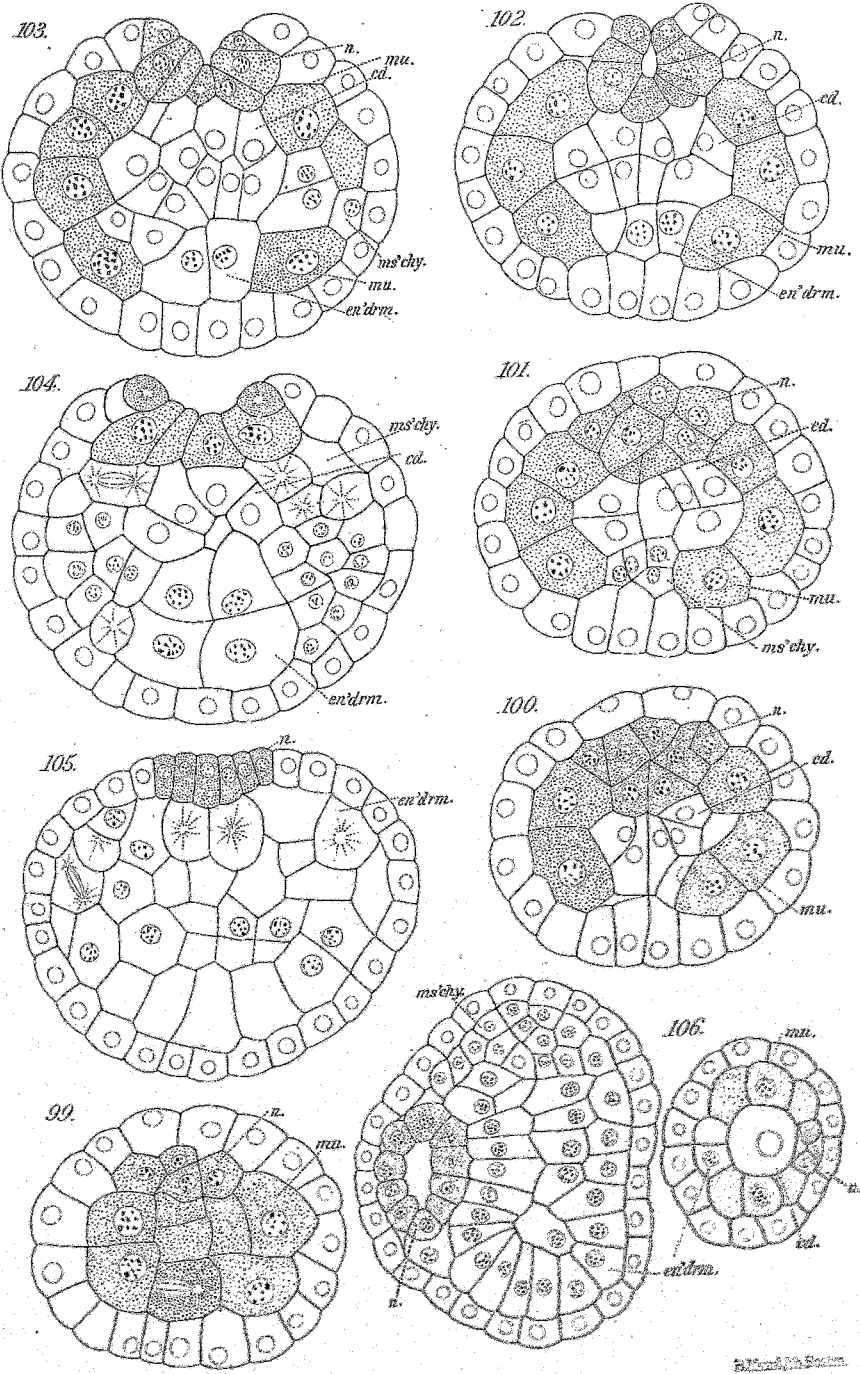 103.
n.
mu.
cd.
ms'chy.
mu.
en'drm.
102.
n.
cd.
mu.
en'drm.
104.
ms'chy.
cd.
en'drm.
101.
n.
cd.
mu.
ms'chy.
105.
n.
en'drm.
100.
n.
cd.
mu.
99.
n.
mu.
ms'chy.
n.
en'drm.
106.
mu.
n.
cd.